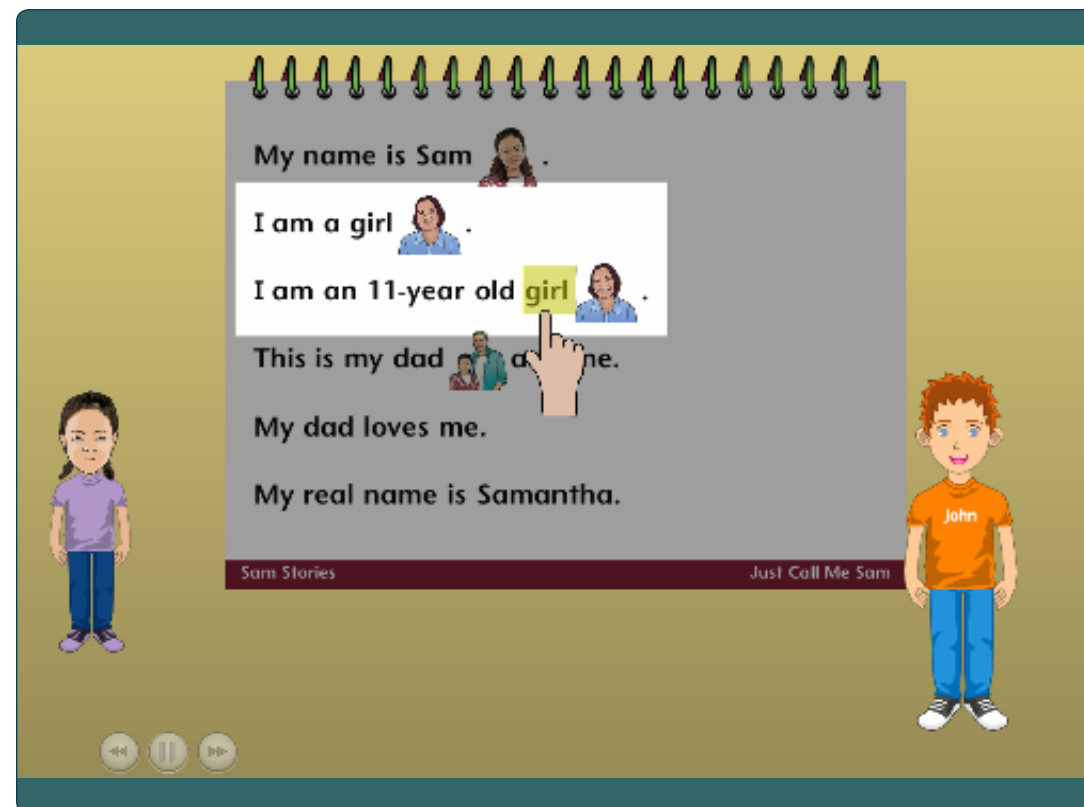 My name is Sam .
I am a girl .
I am an 11-year old girl .
This is my dad me.
My dad loves me.
My real name is Samantha.
Sam Stories Just Call Me Sam
John